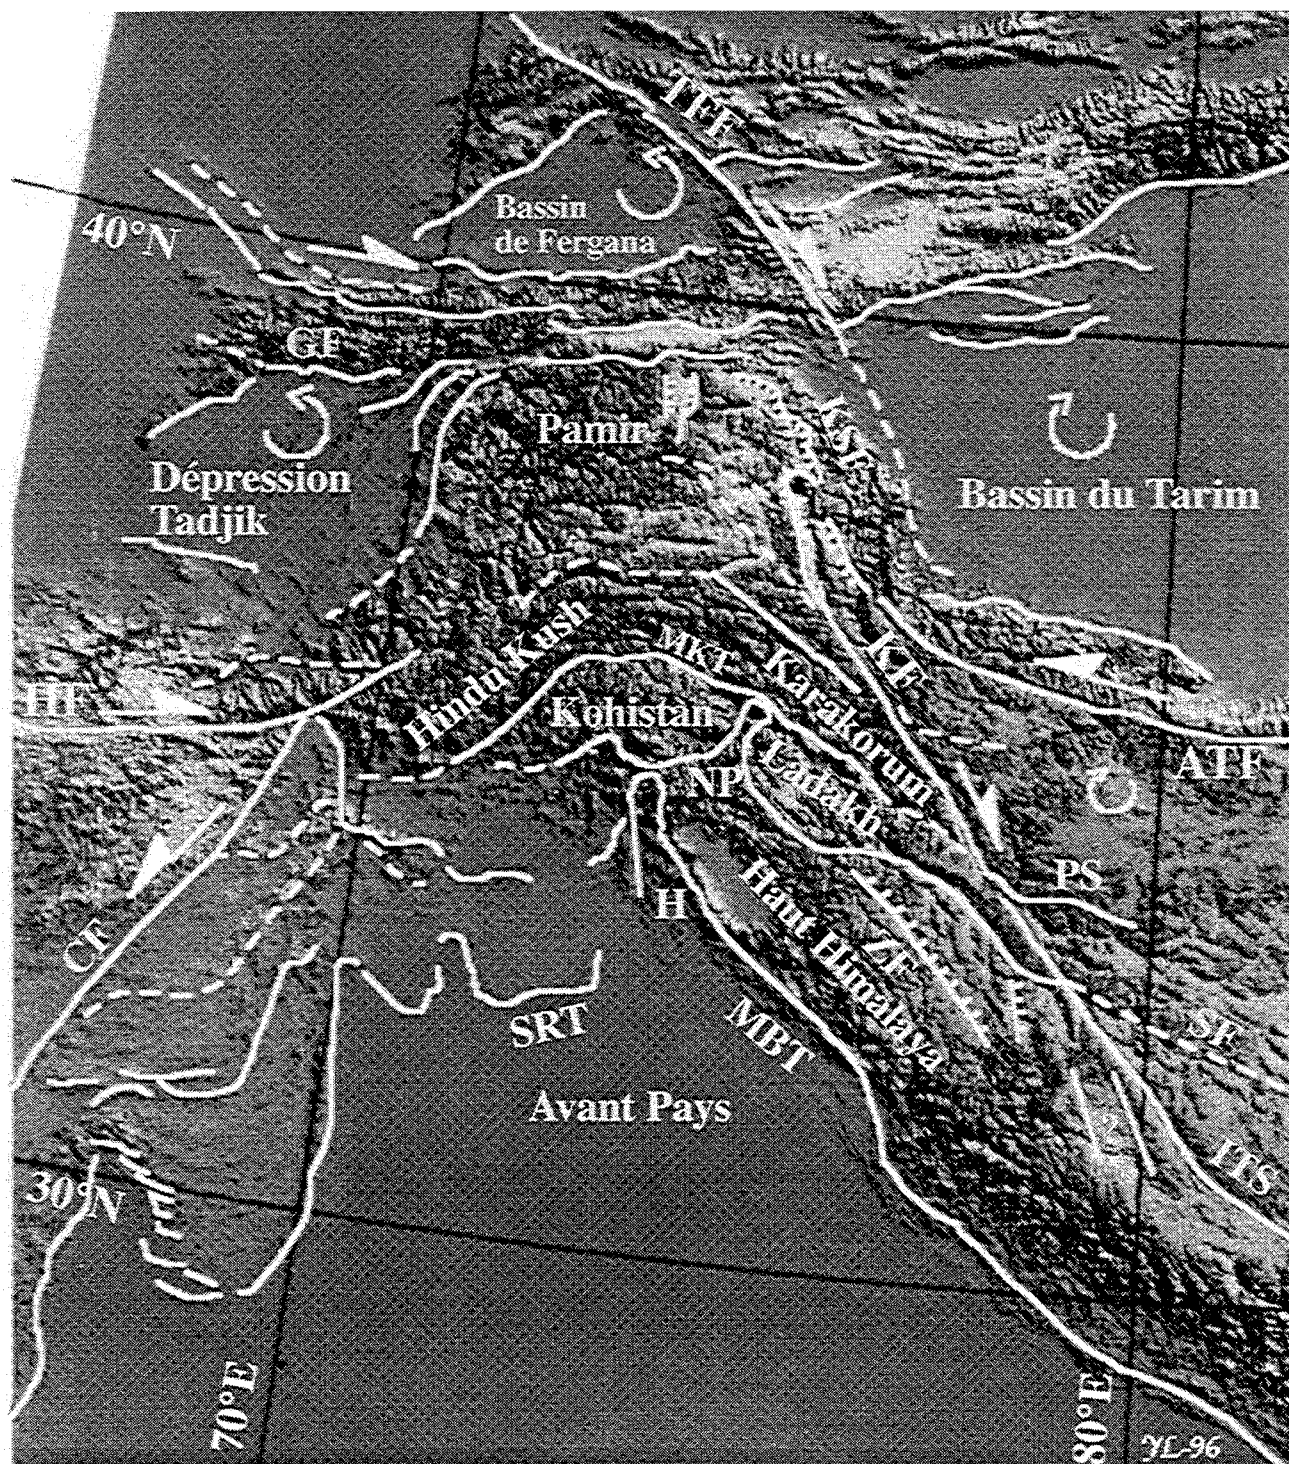 TFF
40°N
Bassin
de Fergana
GF
Pamir
KSF
Dépression
Tadjik
Bassin du Tarim
Hindu Kush
MKT
Karakorum
KF
HF
Kohistan
ATF
NP
Ladakh
PS
H
Haut Himalaya
ZF
CF
SRT
MBT
SF
Avant Pays
ITS
30°N
70°E
80°E
YL-96